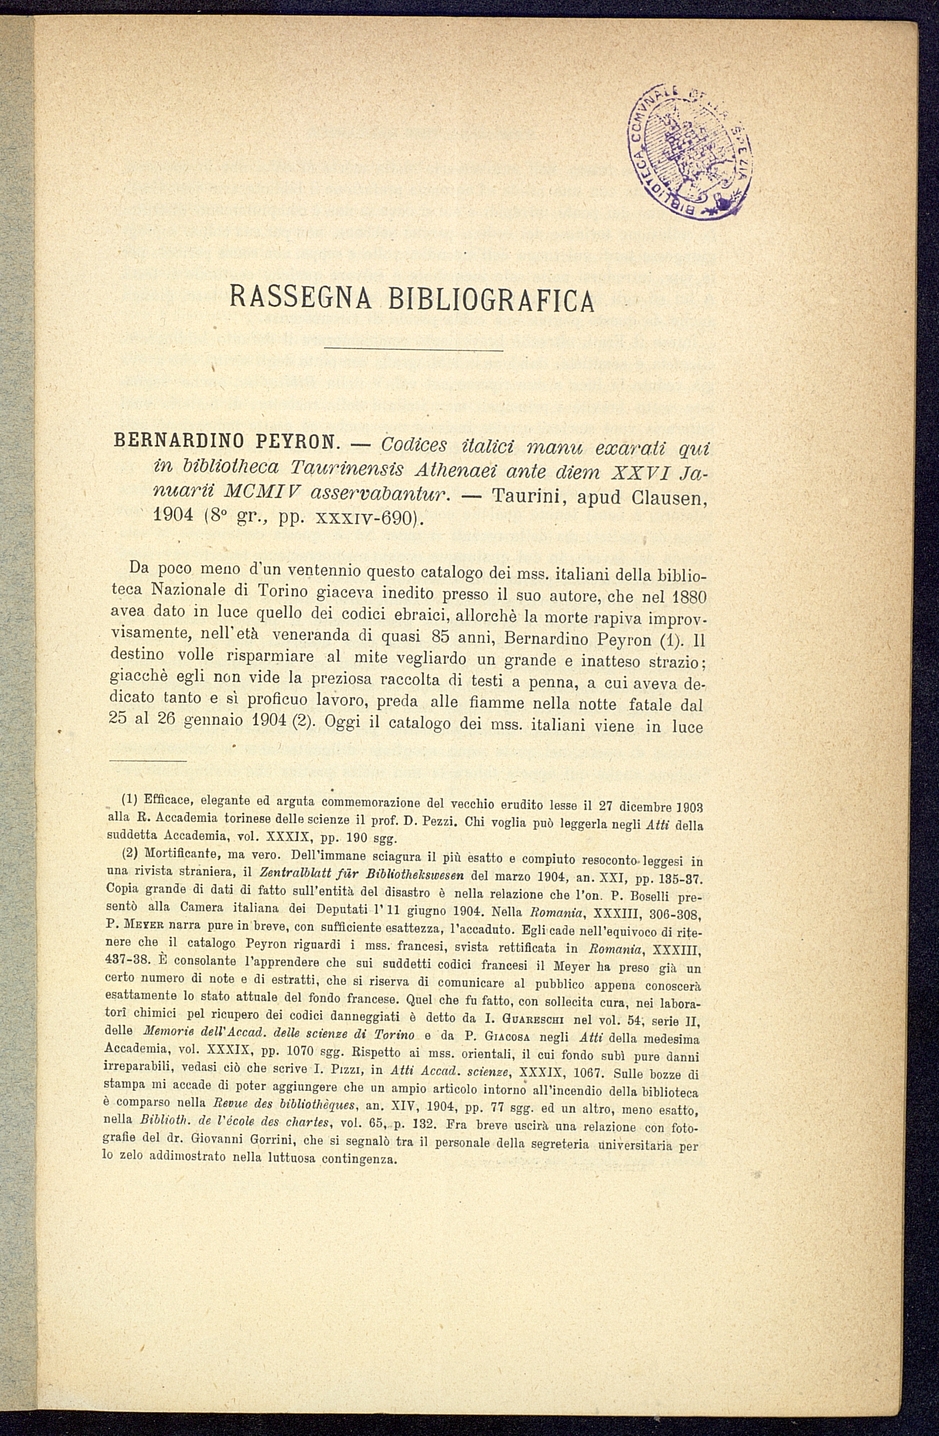 BIBLIOTECA COMVNALE DELLA SPEZIA
RASSEGNA BIBLIOGRAFICA
BERNARDINO PEYRON. — Codices italici manu exarati qui
in bibliotheca Taurinensis Athenaei ante diem XXVI Ja-
nuarii MCMIV asservabantur. — Taurini, apud Clausen,
1904 (8º gr., pp. XXXIV-690).
Da poco meno d'un ventennio questo catalogo dei mss. italiani della biblio-
teca Nazionale di Torino giaceva inedito presso il suo autore, che nel 1880
avea dato in luce quello dei codici ebraici, allorchè la morte rapiva improv-
visamente, nell'età veneranda di quasi 85 anni, Bernardino Peyron (1). Il
destino volle risparmiare al mite vegliardo un grande e inatteso strazio;
giacchè egli non vide la preziosa raccolta di testi a penna, a cui aveva de-
dicato tanto e sì proficuo lavoro, preda alle fiamme nella notte fatale dal
25 al 26 gennaio 1904 (2). Oggi il catalogo dei mss. italiani viene in luce
(1) Efficace, elegante ed arguta commemorazione del vecchio erudito lesse il 27 dicembre 1903
alla R. Accademia torinese delle scienze il prof. D. Pezzi. Chi voglia può leggerla negli Atti della
suddetta Accademia, vol. XXXIX, pp. 190 sgg.
(2) Mortificante, ma vero. Dell'immane sciagura il più esatto e compiuto resoconto leggesi in
una rivista straniera, il Zentralblatt für Bibliothekswesen del marzo 1904, an. XXI, pp. 135-37.
Copia grande di dati di fatto sull'entità del disastro è nella relazione che l'on. P. Boselli pre-
sentò alla Camera italiana dei Deputati l'11 giugno 1904. Nella Romania, XXXIII, 306-308,
P. MEYER narra pure in breve, con sufficiente esattezza, l'accaduto. Egli cade nell'equivoco di rite-
nere che il catalogo Peyron riguardi i mss. francesi, svista rettificata in Romania, XXXIII,
437-38. È consolante l'apprendere che sui suddetti codici francesi il Meyer ha preso già un
certo numero di note e di estratti, che si riserva di comunicare al pubblico appena conoscerà
esattamente lo stato attuale del fondo francese. Quel che fu fatto, con sollecita cura, nei labora-
torî chimici pel ricupero dei codici danneggiati è detto da I. GUARESCHI nel vol. 54, serie II,
delle Memorie dell'Accad. delle scienze di Torino e da P. GIACOSA negli Atti della medesima
Accademia, vol. XXXIX, pp. 1070 sgg. Rispetto ai mss. orientali, il cui fondo subì pure danni
irreparabili, vedasi ciò che scrive I. PIZZI, in Atti Accad. scienze, XXXIX, 1067. Sulle bozze di
stampa mi accade di poter aggiungere che un ampio articolo intorno all'incendio della biblioteca
è comparso nella Revue des bibliothèques, an. XIV, 1904, pp. 77 sgg. ed un altro, meno esatto,
nella Biblioth. de l'école des chartes, vol. 65, p. 132. Fra breve uscirà una relazione con foto-
grafie del dr. Giovanni Gorrini, che si segnalò tra il personale della segreteria universitaria per
lo zelo addimostrato nella luttuosa contingenza.